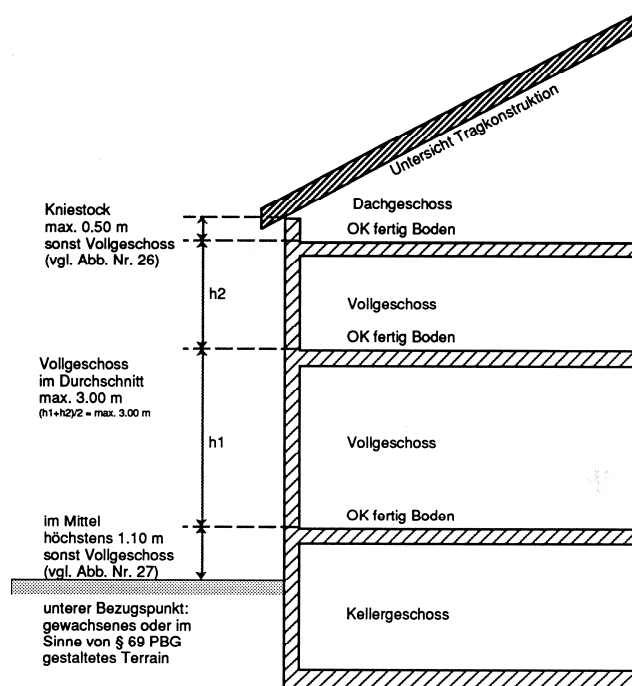 Untersicht Tragkonstruktion
Kniestock
max. 0.50 m
sonst Vollgeschoss
(vgl. Abb. Nr. 26)
Dachgeschoss
OK fertig Boden
h2
Vollgeschoss
OK fertig Boden
Vollgeschoss
im Durchschnitt
max. 3.00 m
(h1+h2)/2 = max. 3.00 m
h1
Vollgeschoss
OK fertig Boden
im Mittel
höchstens 1.10 m
sonst Vollgeschoss
(vgl. Abb. Nr. 27)
unterer Bezugspunkt:
gewachsenes oder im
Sinne von § 69 PBG
gestaltetes Terrain
Kellergeschoss